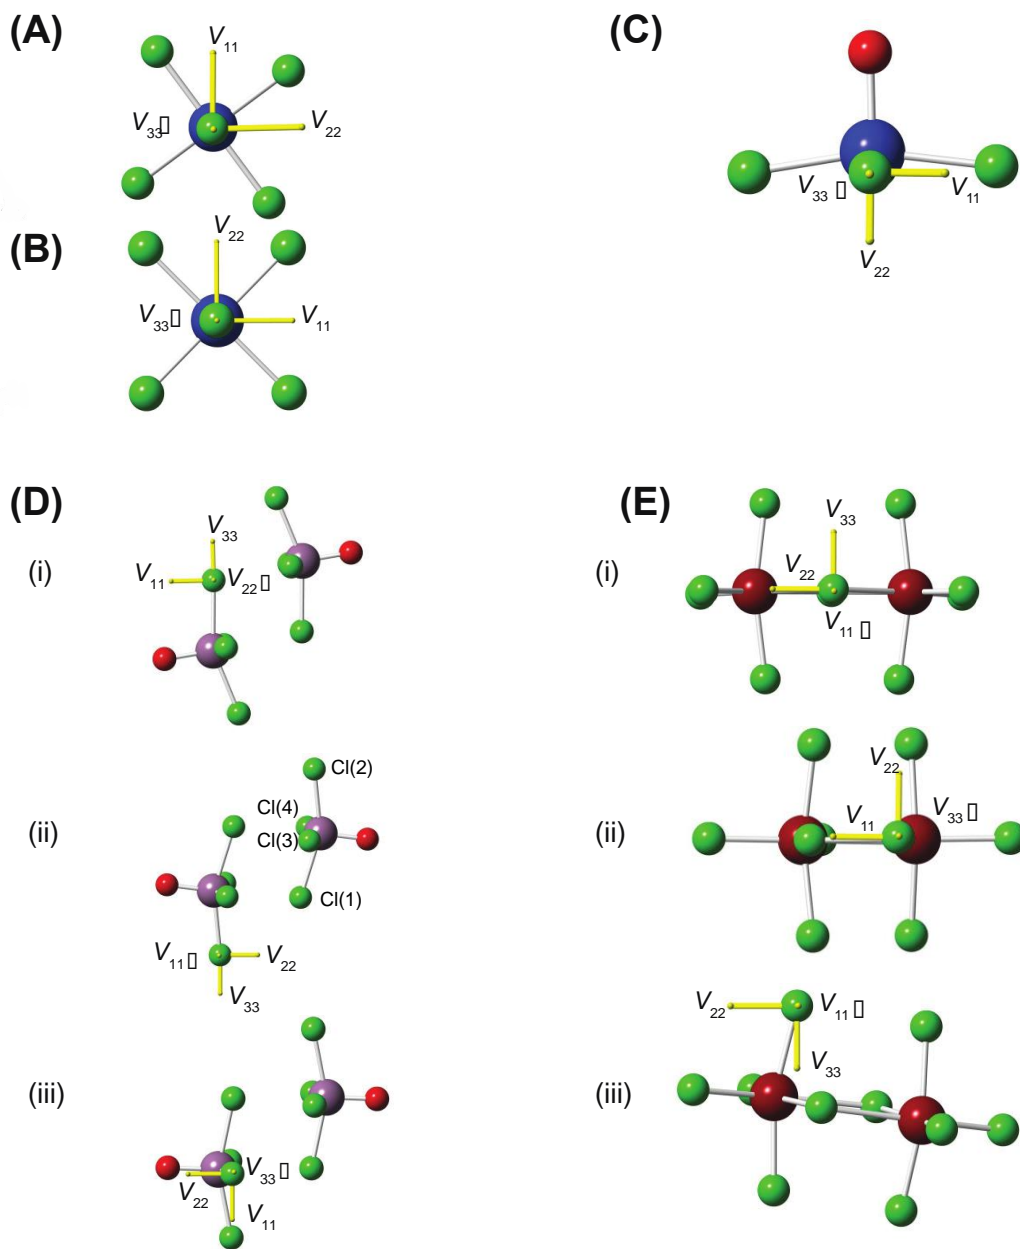 (A)
V11
V33▯
V22
(B)
V22
V33▯
V11
(C)
V33▯
V11
V22
(D)
(i)
V33
V11
V22▯
(ii)
Cl(2)
Cl(4)
Cl(3)
Cl(1)
V11▯
V22
V33
(iii)
V33▯
V22
V11
(E)
(i)
V33
V22
V11▯
(ii)
V22
V11
V33▯
(iii)
V22
V11▯
V33